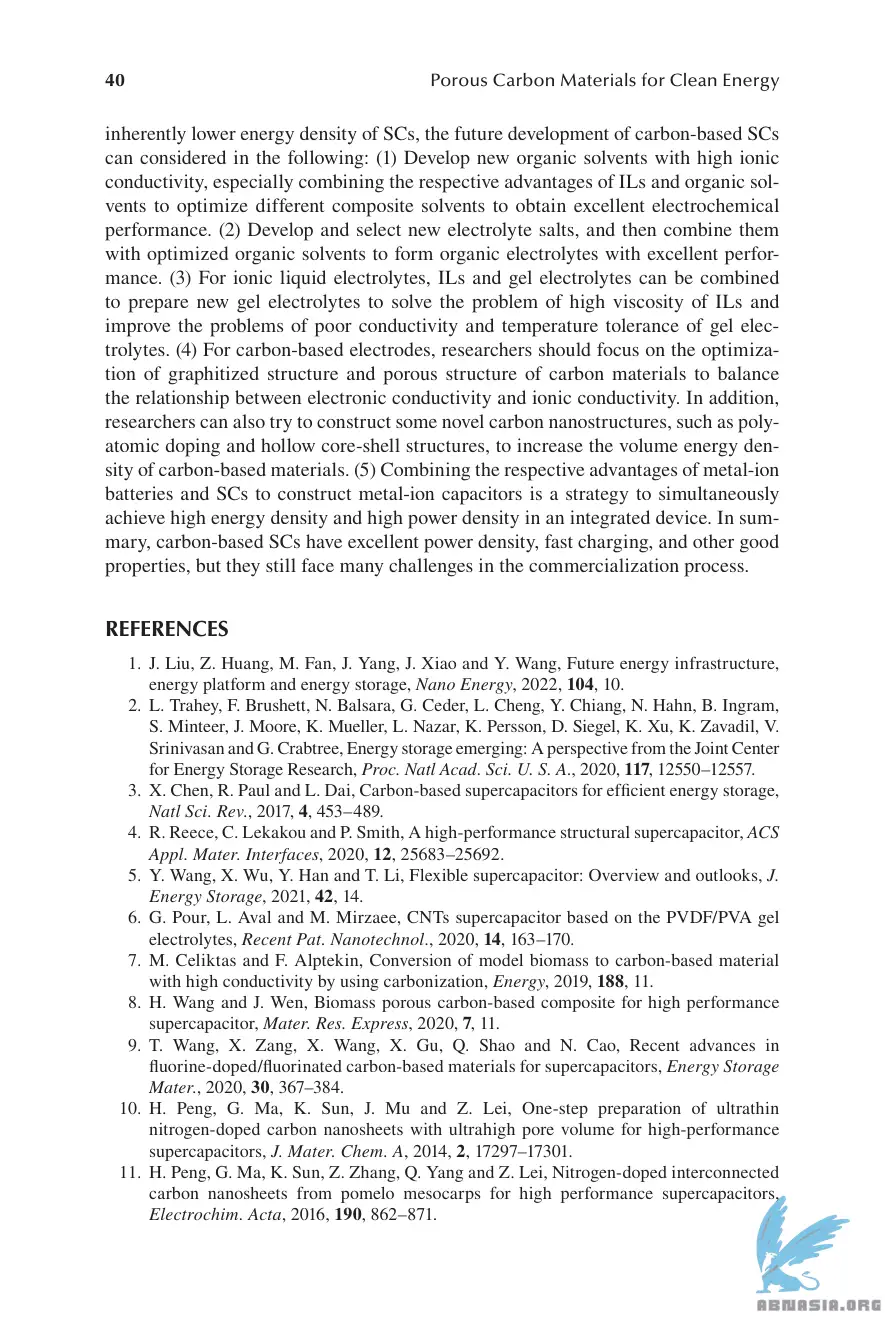 40 Porous Carbon Materials for Clean Energy
inherently lower energy density of SCs, the future development of carbon-based SCs
can considered in the following: (1) Develop new organic solvents with high ionic
conductivity, especially combining the respective advantages of ILs and organic sol-
vents to optimize different composite solvents to obtain excellent electrochemical
performance. (2) Develop and select new electrolyte salts, and then combine them
with optimized organic solvents to form organic electrolytes with excellent perfor-
mance. (3) For ionic liquid electrolytes, ILs and gel electrolytes can be combined
to prepare new gel electrolytes to solve the problem of high viscosity of ILs and
improve the problems of poor conductivity and temperature tolerance of gel elec-
trolytes. (4) For carbon-based electrodes, researchers should focus on the optimiza-
tion of graphitized structure and porous structure of carbon materials to balance
the relationship between electronic conductivity and ionic conductivity. In addition,
researchers can also try to construct some novel carbon nanostructures, such as poly-
atomic doping and hollow core-shell structures, to increase the volume energy den-
sity of carbon-based materials. (5) Combining the respective advantages of metal-ion
batteries and SCs to construct metal-ion capacitors is a strategy to simultaneously
achieve high energy density and high power density in an integrated device. In sum-
mary, carbon-based SCs have excellent power density, fast charging, and other good
properties, but they still face many challenges in the commercialization process.
REFERENCES
1. J. Liu, Z. Huang, M. Fan, J. Yang, J. Xiao and Y. Wang, Future energy infrastructure,
energy platform and energy storage, Nano Energy, 2022, 104, 10.
2. L. Trahey, F. Brushett, N. Balsara, G. Ceder, L. Cheng, Y. Chiang, N. Hahn, B. Ingram,
S. Minteer, J. Moore, K. Mueller, L. Nazar, K. Persson, D. Siegel, K. Xu, K. Zavadil, V.
Srinivasan and G. Crabtree, Energy storage emerging: A perspective from the Joint Center
for Energy Storage Research, Proc. Natl Acad. Sci. U. S. A., 2020, 117, 12550–12557.
3. X. Chen, R. Paul and L. Dai, Carbon-based supercapacitors for efficient energy storage,
Natl Sci. Rev., 2017, 4, 453–489.
4. R. Reece, C. Lekakou and P. Smith, A high-performance structural supercapacitor, ACS
Appl. Mater. Interfaces, 2020, 12, 25683–25692.
5. Y. Wang, X. Wu, Y. Han and T. Li, Flexible supercapacitor: Overview and outlooks, J.
Energy Storage, 2021, 42, 14.
6. G. Pour, L. Aval and M. Mirzaee, CNTs supercapacitor based on the PVDF/PVA gel
electrolytes, Recent Pat. Nanotechnol., 2020, 14, 163–170.
7. M. Celiktas and F. Alptekin, Conversion of model biomass to carbon-based material
with high conductivity by using carbonization, Energy, 2019, 188, 11.
8. H. Wang and J. Wen, Biomass porous carbon-based composite for high performance
supercapacitor, Mater. Res. Express, 2020, 7, 11.
9. T. Wang, X. Zang, X. Wang, X. Gu, Q. Shao and N. Cao, Recent advances in
fluorine-doped/fluorinated carbon-based materials for supercapacitors, Energy Storage
Mater., 2020, 30, 367–384.
10. H. Peng, G. Ma, K. Sun, J. Mu and Z. Lei, One-step preparation of ultrathin
nitrogen-doped carbon nanosheets with ultrahigh pore volume for high-performance
supercapacitors, J. Mater. Chem. A, 2014, 2, 17297–17301.
11. H. Peng, G. Ma, K. Sun, Z. Zhang, Q. Yang and Z. Lei, Nitrogen-doped interconnected
carbon nanosheets from pomelo mesocarps for high performance supercapacitors,
Electrochim. Acta, 2016, 190, 862–871.
ABNASIA.ORG